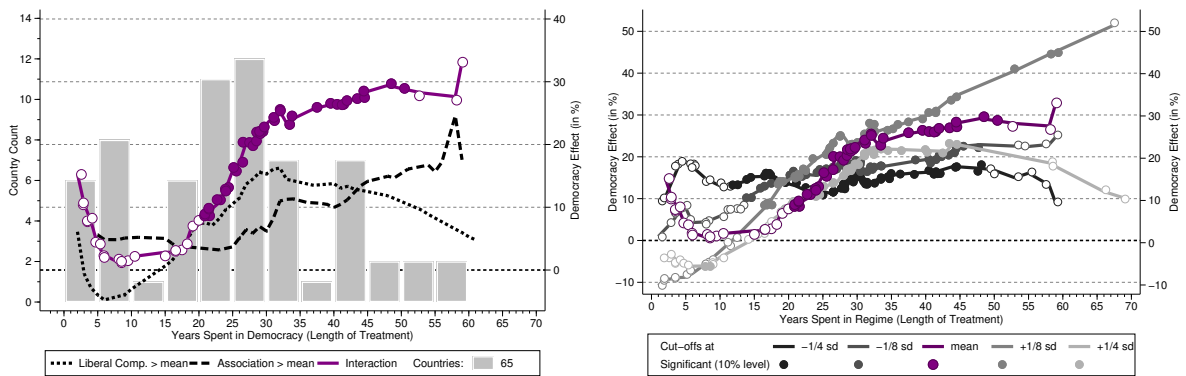 14
12
10
8
6
4
2
0
Country Count
40
30
20
10
0
Democracy Effect (in %)
0 5 10 15 20 25 30 35 40 45 50 55 60 65 70
Years Spent in Democracy (Length of Treatment)
Liberal Comp. > mean Association > mean Interaction Countries: 65
50
40
30
20
10
0
−10
Democracy Effect (in %)
50
40
30
20
10
0
−10
Democracy Effect (in %)
0 5 10 15 20 25 30 35 40 45 50 55 60 65 70
Years Spent in Regime (Length of Treatment)
Cut−offs at −1/4 sd −1/8 sd mean +1/8 sd +1/4 sd
Significant (10% level)